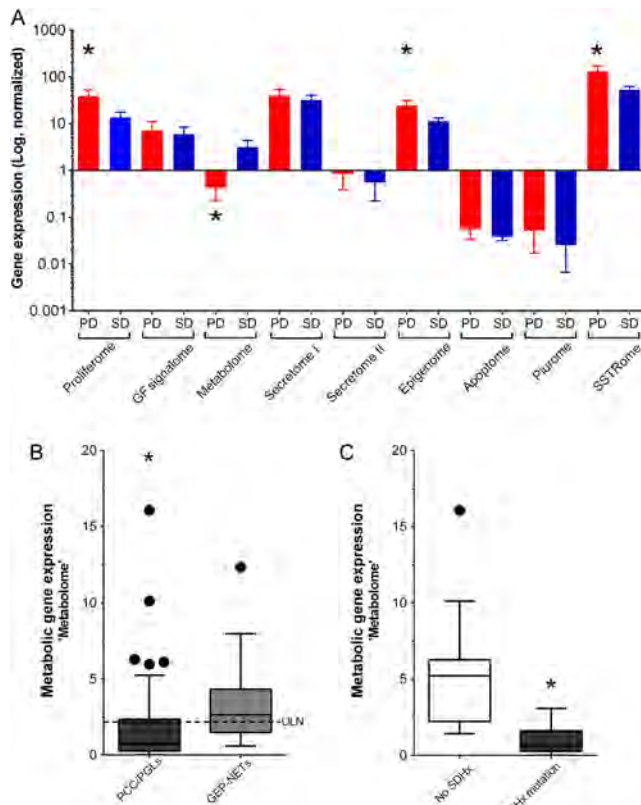 A
Gene expression (Log. normalized)
1000
100
10
1
0.1
0.01
0.001
PD SD PD SD PD SD PD SD PD SD PD SD PD SD PD SD PD SD
Proliferome
GF signalome
Metabolome
Secretome I
Secretome II
Epigenome
Apoptome
Plurome
SSTRome
*
*
*
*
B
Metabolic gene expression
'Metabolome'
20
15
10
5
0
*
ULN
PCC/PGLs
GEP-NETs
C
Metabolic gene expression
'Metabolome'
20
15
10
5
0
*
No SDHx
Hx mutation